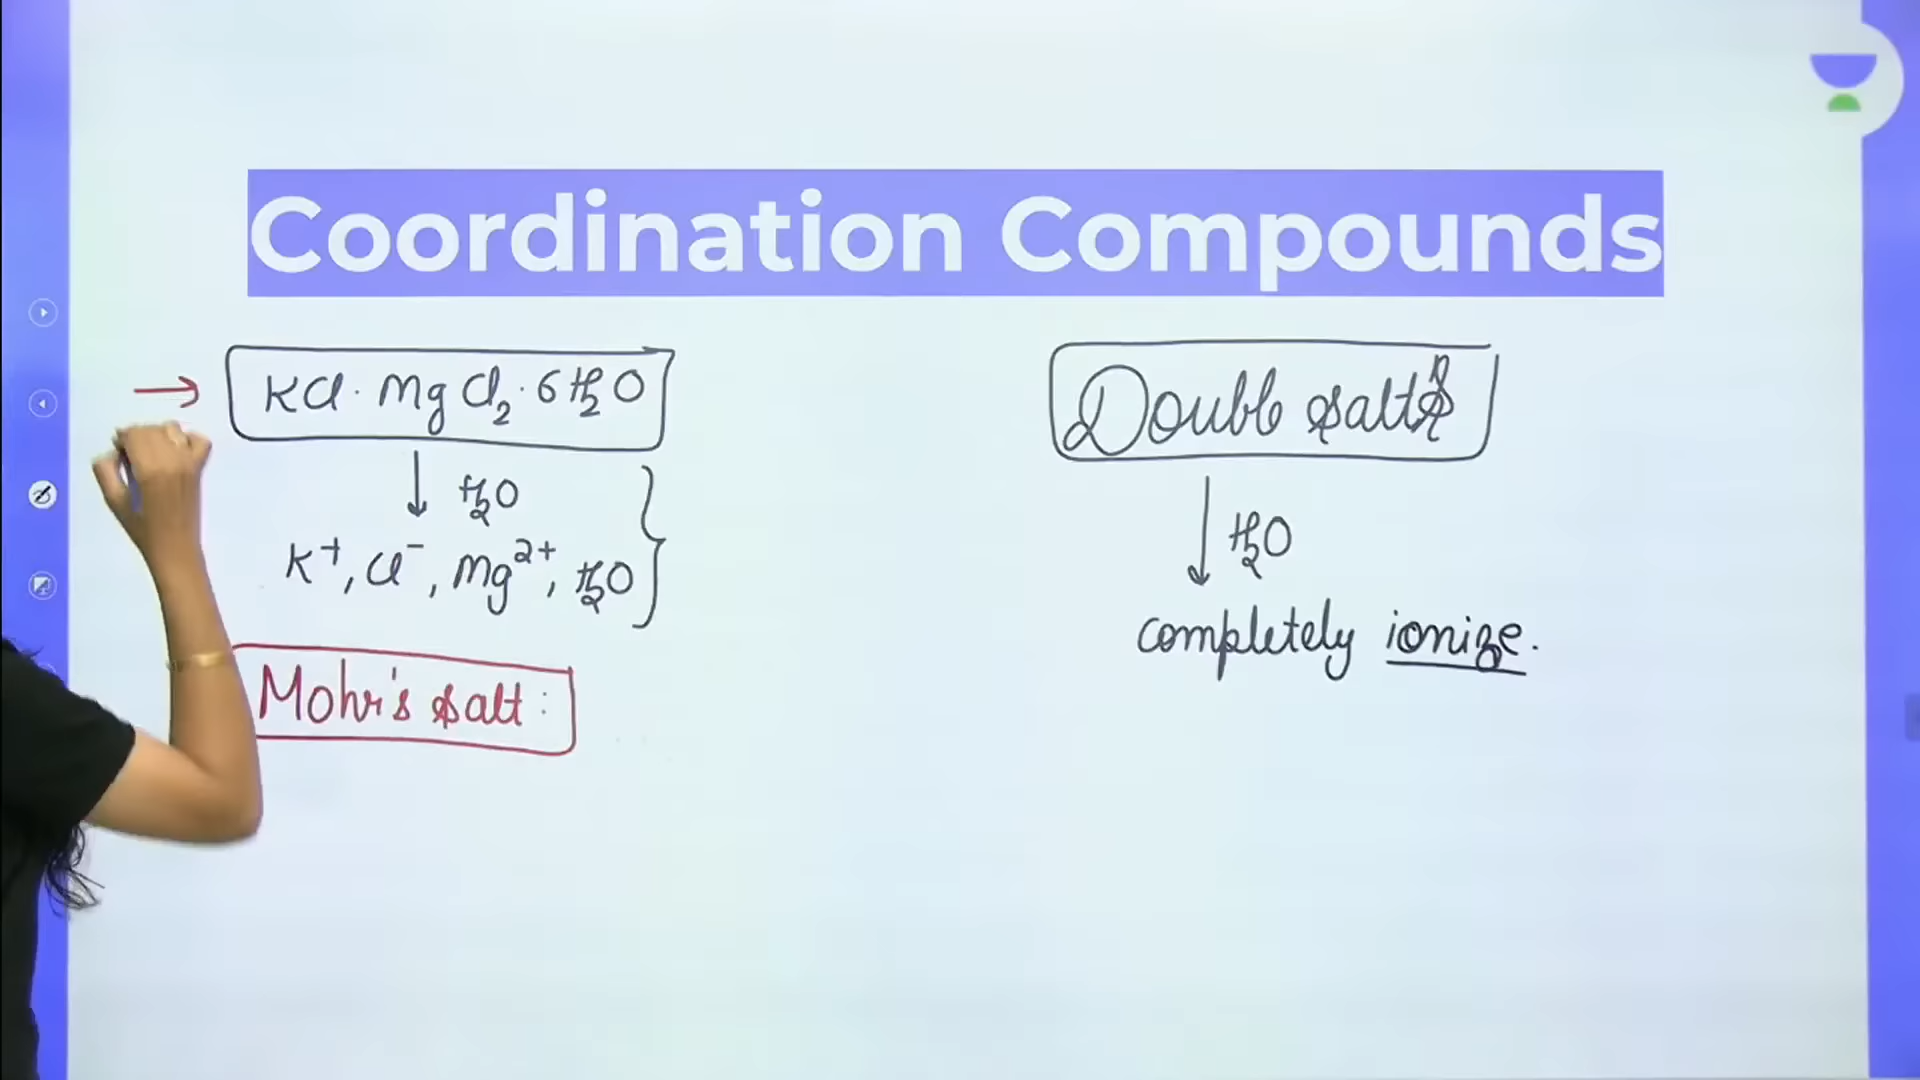 Coordination Compounds
KCl · MgCl₂ · 6H₂O
↓ H₂O
K⁺, Cl⁻, Mg²⁺, H₂O
Mohr's salt :
Double salts
↓ H₂O
completely ionize.